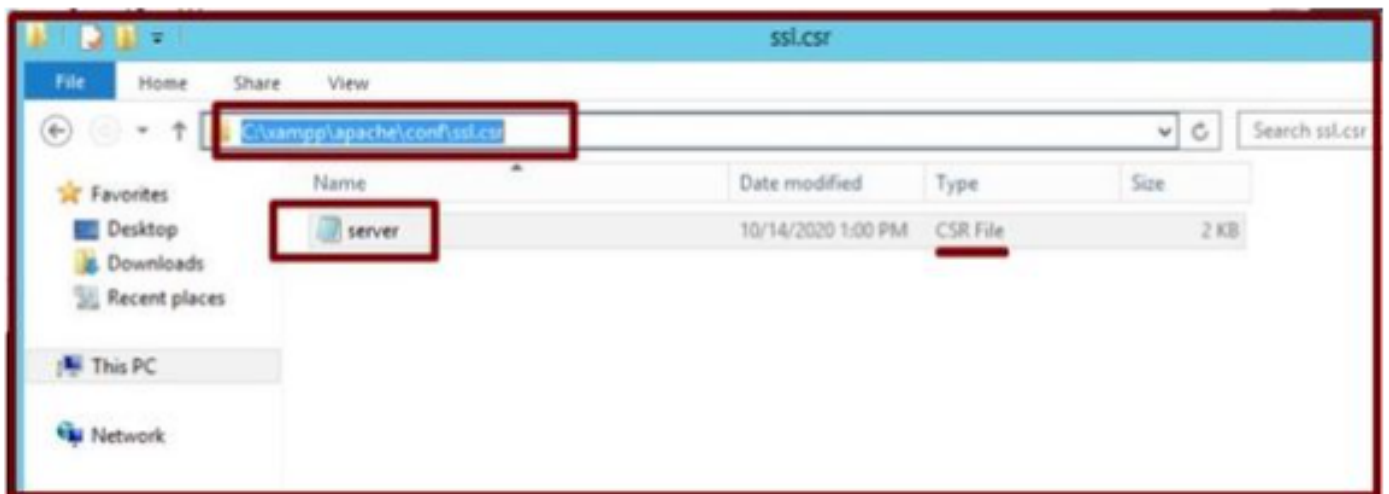 ssl.csr
File Home Share View
C:\xampp\apache\conf\ssl.csr Search ssl.csr
Name Date modified Type Size
Favorites
server 10/14/2020 1:00 PM CSR File 2 KB
Desktop
Downloads
Recent places
This PC
Network